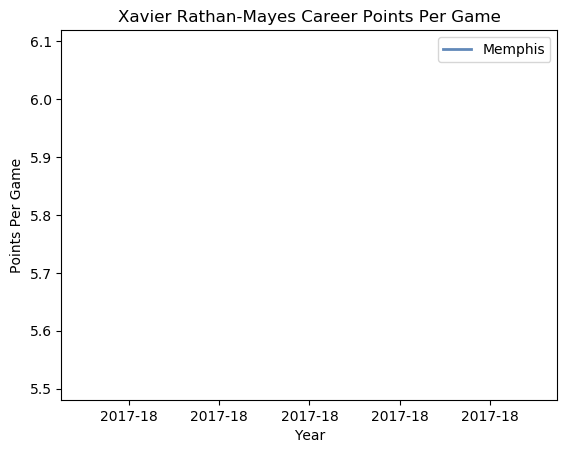 Xavier Rathan-Mayes Career Points Per Game
Memphis
6.1
6.0
5.9
5.8
5.7
5.6
5.5
Points Per Game
2017-18 2017-18 2017-18 2017-18 2017-18
Year